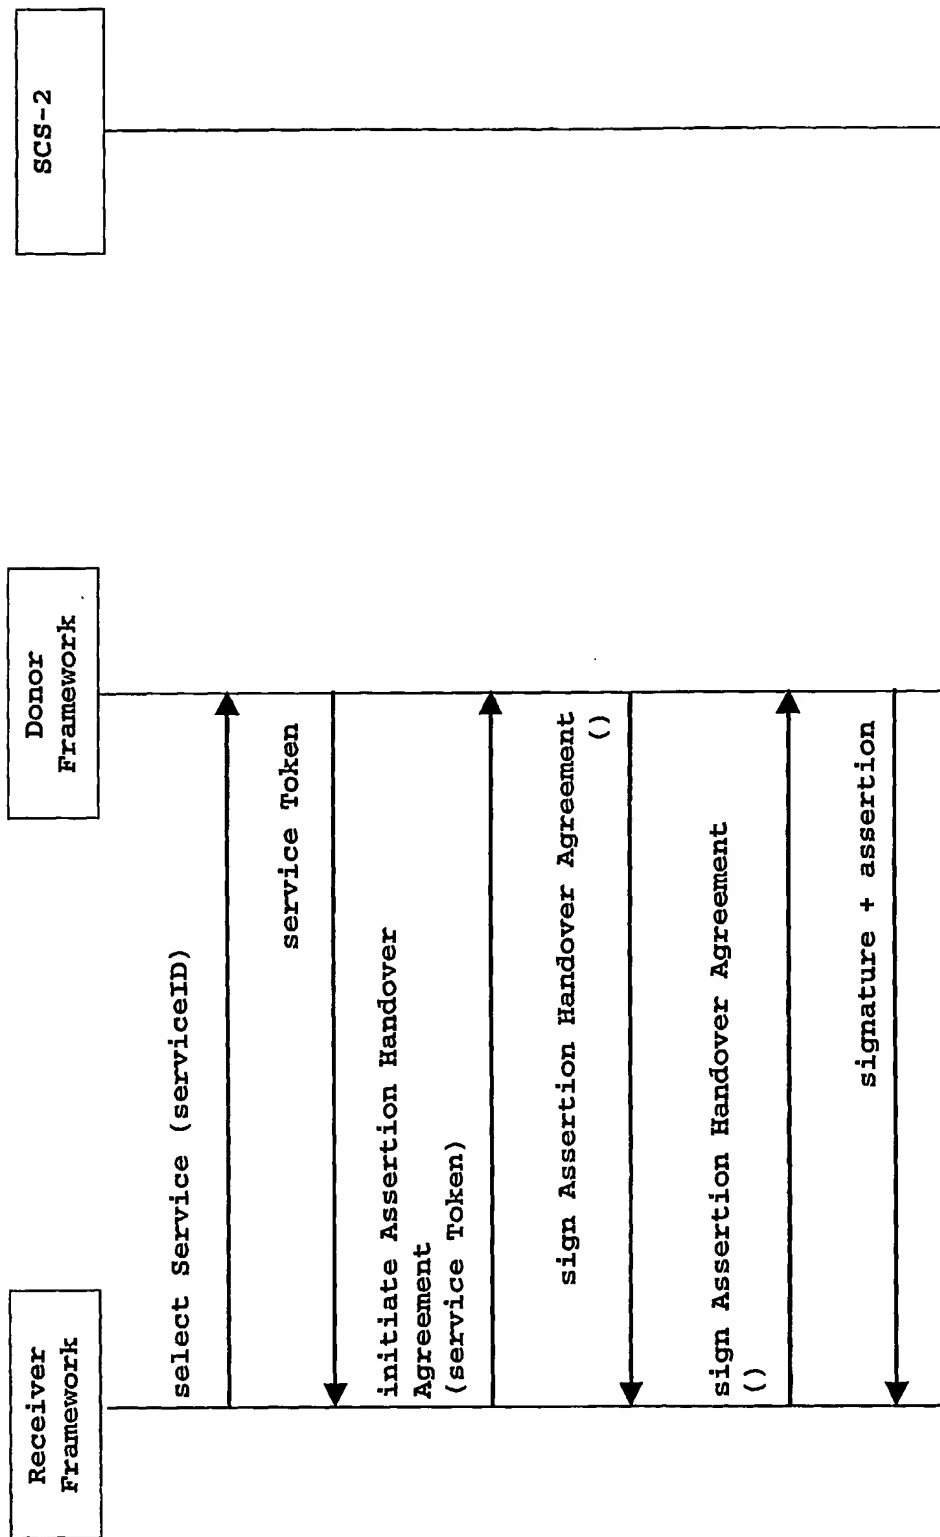 Receiver
Framework
Donor
Framework
SCS-2
select Service (serviceID)
service Token
initiate Assertion Handover
Agreement
(service Token)
sign Assertion Handover Agreement
()
sign Assertion Handover Agreement
()
signature + assertion